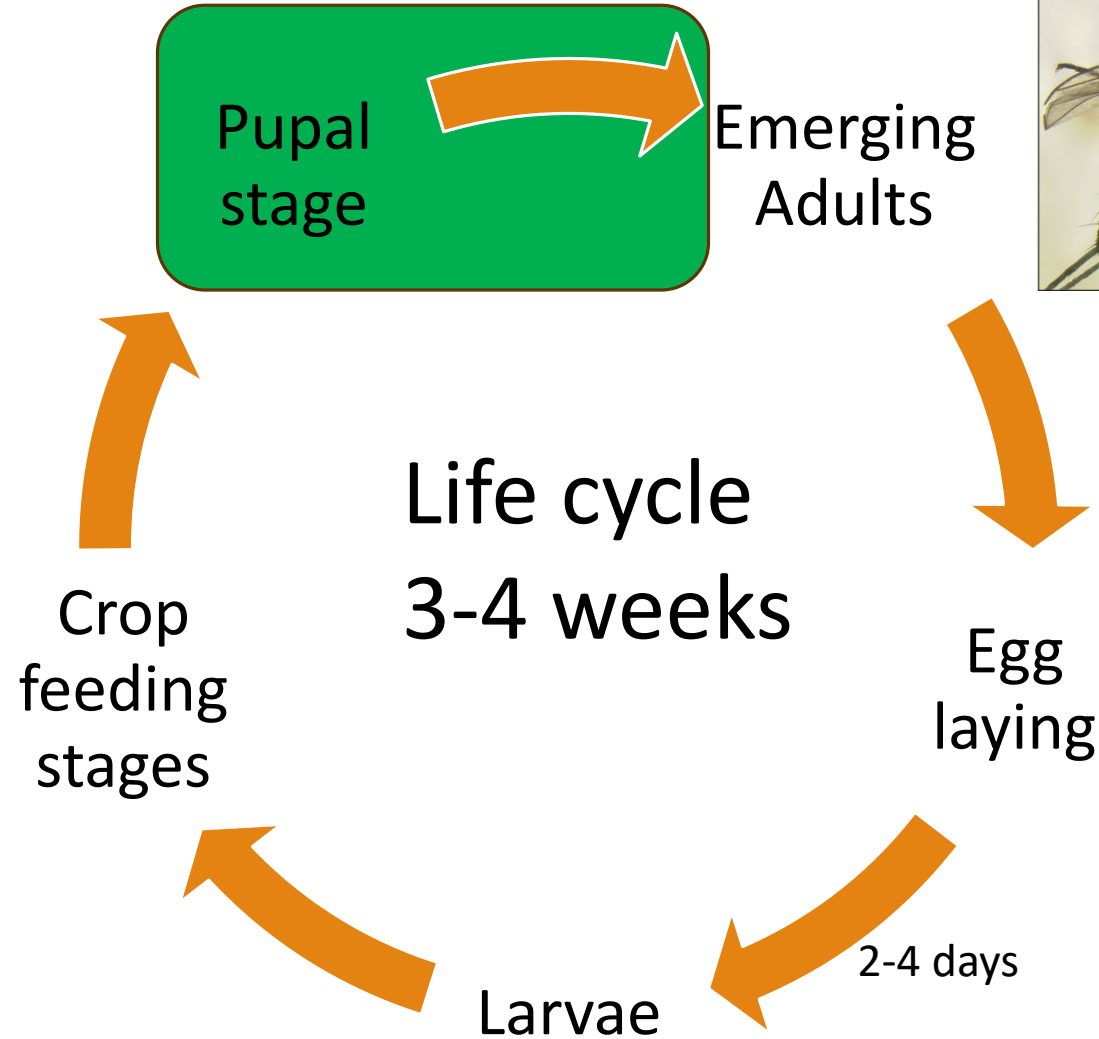 Pupal
stage
Emerging
Adults
Life cycle
3-4 weeks
Crop
feeding
stages
Egg
laying
2-4 days
Larvae